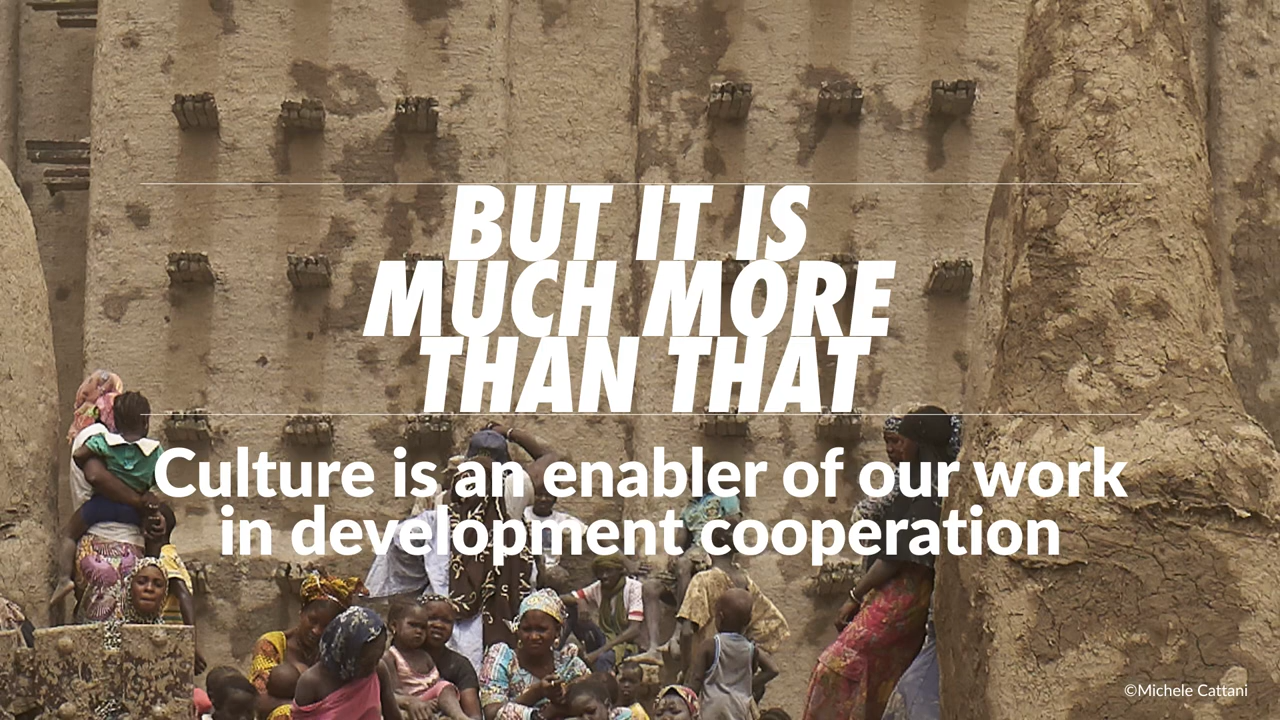 BUT IT IS
MUCH MORE
THAN THAT
Culture is an enabler of our work
in development cooperation
©Michele Cattani